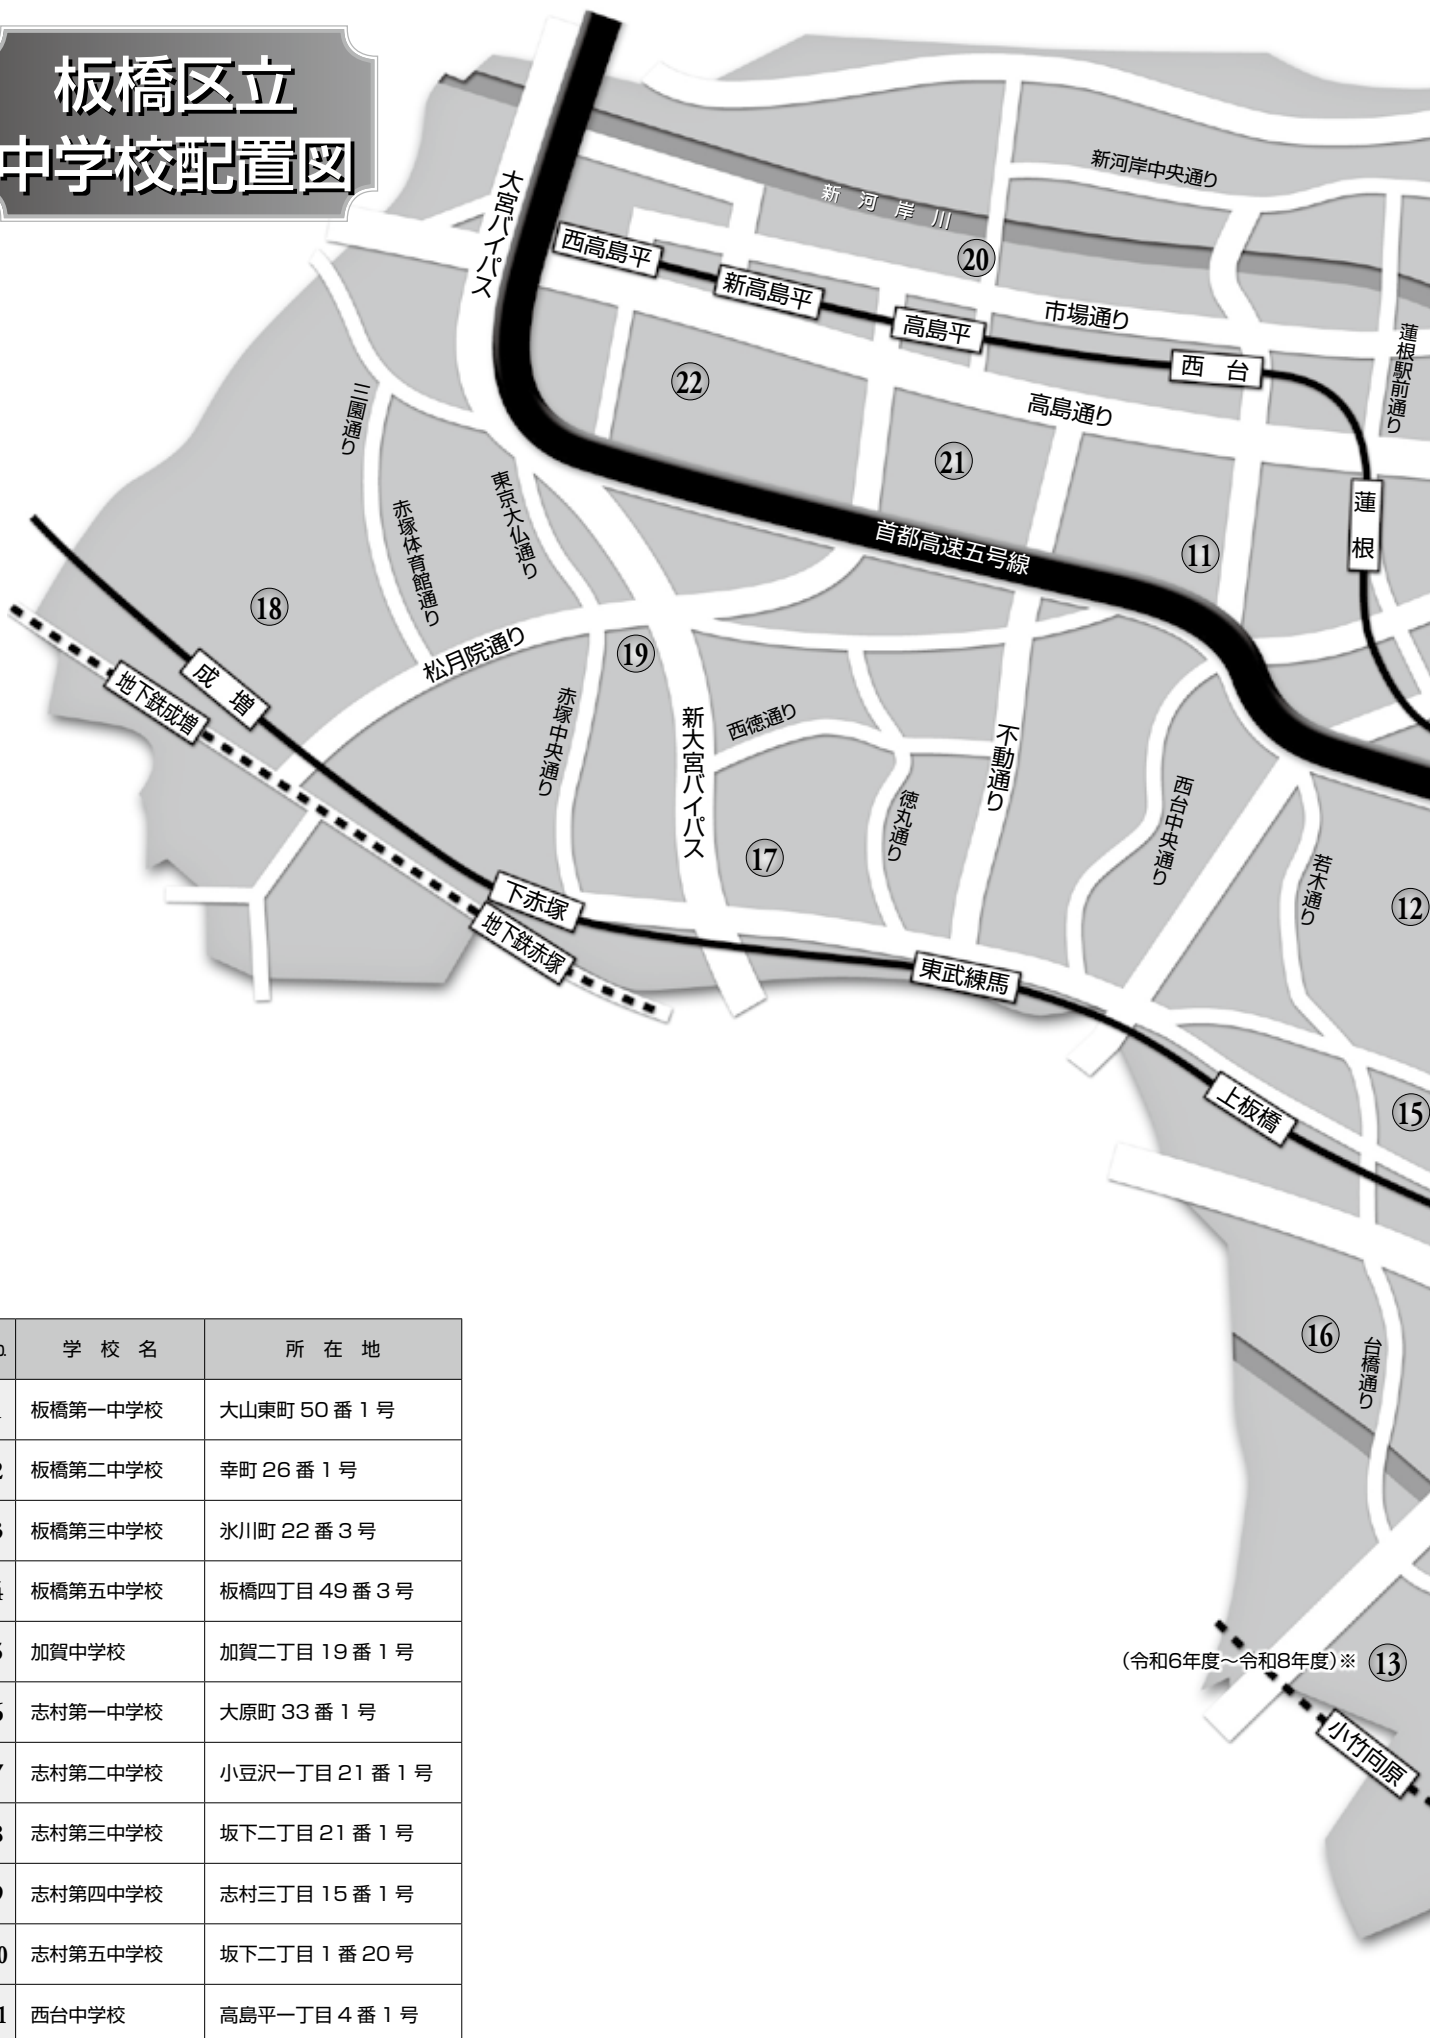 板橋区立
中学校配置図
大宮バイパス
新河岸川
新河岸中央通り
西高島平
新高島平
高島平
西台
市場通り
蓮根駅前通り
高島通り
蓮根
首都高速五号線
三園通り
赤塚体育館通り
東京大仏通り
松月院通り
成増
地下鉄成増
赤塚中央通り
新大宮バイパス
西徳通り
徳丸通り
不動通り
西台中央通り
若木通り
下赤塚
地下鉄赤塚
東武練馬
上板橋
台橋通り
小竹向原
20
22
21
11
18
19
17
12
15
16
(令和6年度～令和8年度)※ 13
学校名 所在地
板橋第一中学校 大山東町 50 番 1 号
2 板橋第二中学校 幸町 26 番 1 号
3 板橋第三中学校 氷川町 22 番 3 号
4 板橋第五中学校 板橋四丁目 49 番 3 号
5 加賀中学校 加賀二丁目 19 番 1 号
6 志村第一中学校 大原町 33 番 1 号
7 志村第二中学校 小豆沢一丁目 21 番 1 号
8 志村第三中学校 坂下二丁目 21 番 1 号
9 志村第四中学校 志村三丁目 15 番 1 号
0 志村第五中学校 坂下二丁目 1 番 20 号
1 西台中学校 高島平一丁目 4 番 1 号